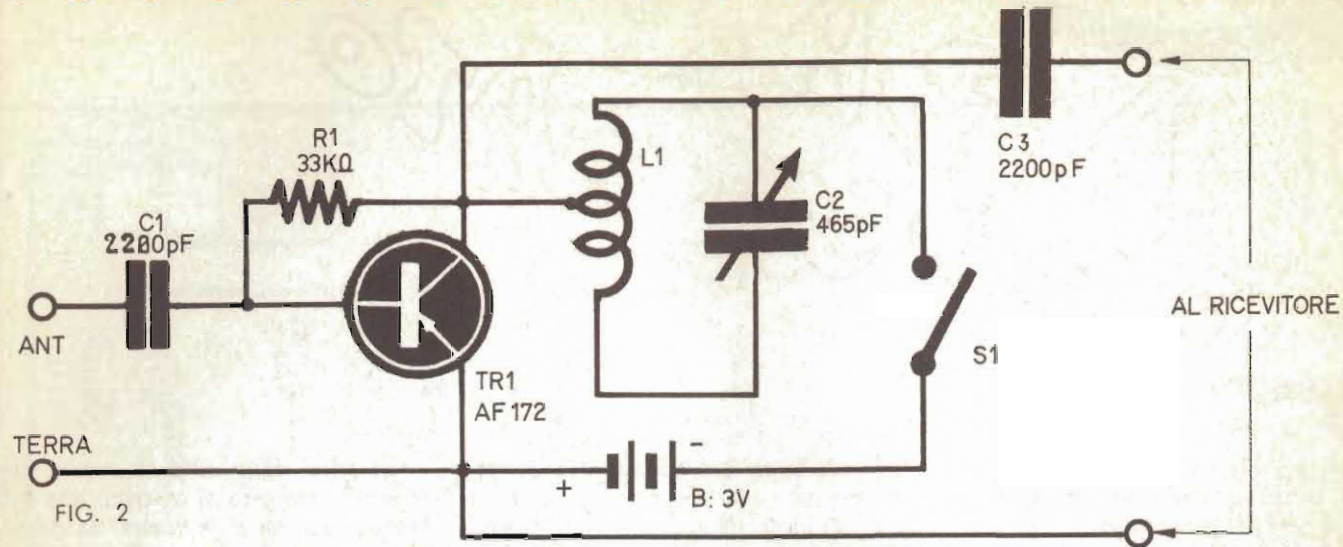 R1
33KΩ
C1
2200pF
ANT
TERRA
FIG. 2
TR1
AF 172
L1
C2
465pF
C3
2200pF
S1
+
-
B: 3V
AL RICEVITORE